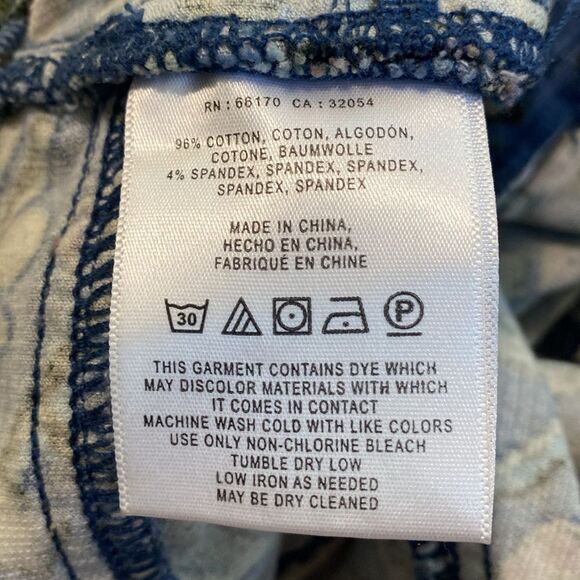 RN : 66170 CA : 32054
96% COTTON, COTON, ALGODÓN,
COTONE, BAUMWOLLE
4% SPANDEX, SPANDEX, SPANDEX,
SPANDEX, SPANDEX
MADE IN CHINA,
HECHO EN CHINA,
FABRIQUÉ EN CHINE
30 P
THIS GARMENT CONTAINS DYE WHICH
MAY DISCOLOR MATERIALS WITH WHICH
IT COMES IN CONTACT
MACHINE WASH COLD WITH LIKE COLORS
USE ONLY NON-CHLORINE BLEACH
TUMBLE DRY LOW
LOW IRON AS NEEDED
MAY BE DRY CLEANED